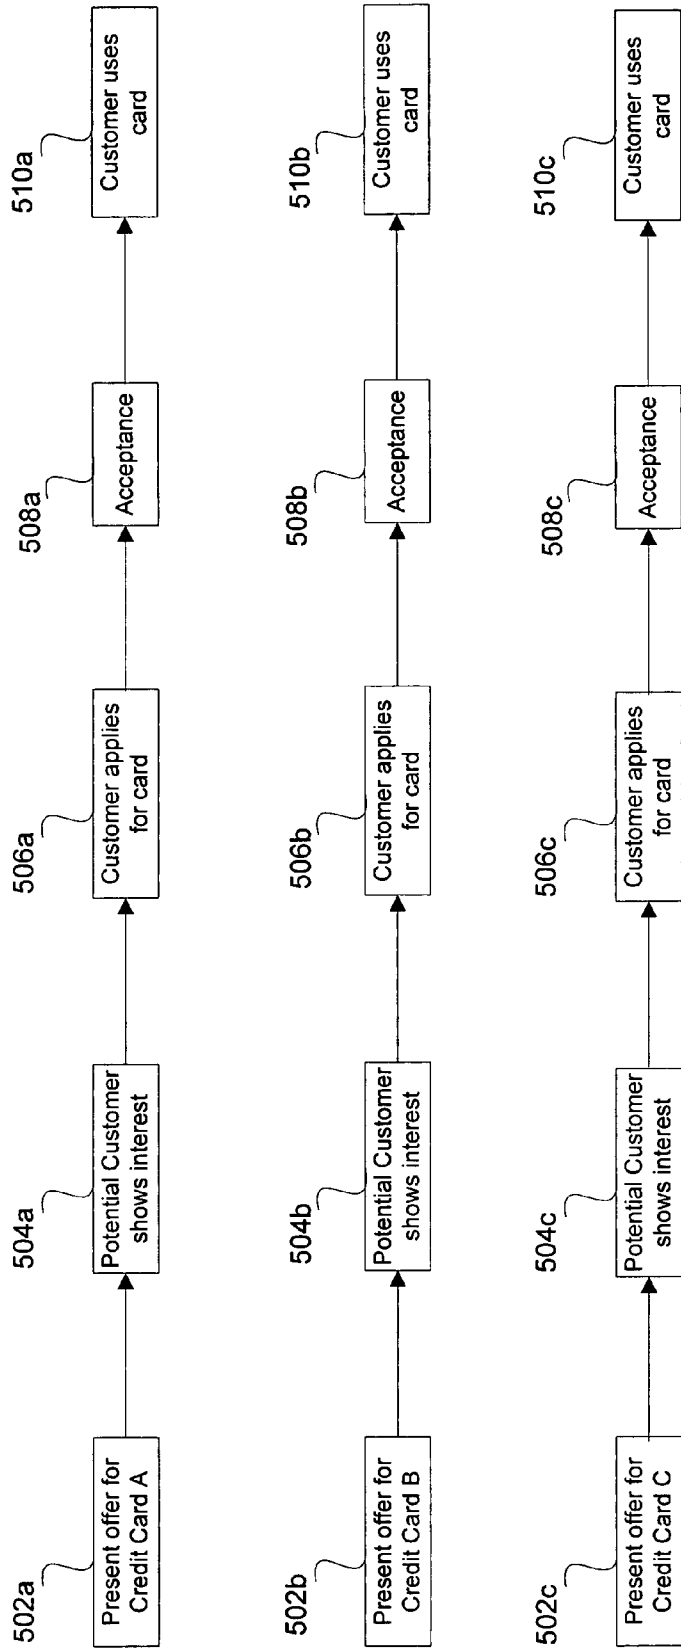 502a
Present offer for
Credit Card A
504a
Potential Customer
shows interest
506a
Customer applies
for card
508a
Acceptance
510a
Customer uses
card
502b
Present offer for
Credit Card B
504b
Potential Customer
shows interest
506b
Customer applies
for card
508b
Acceptance
510b
Customer uses
card
502c
Present offer for
Credit Card C
504c
Potential Customer
shows interest
506c
Customer applies
for card
508c
Acceptance
510c
Customer uses
card